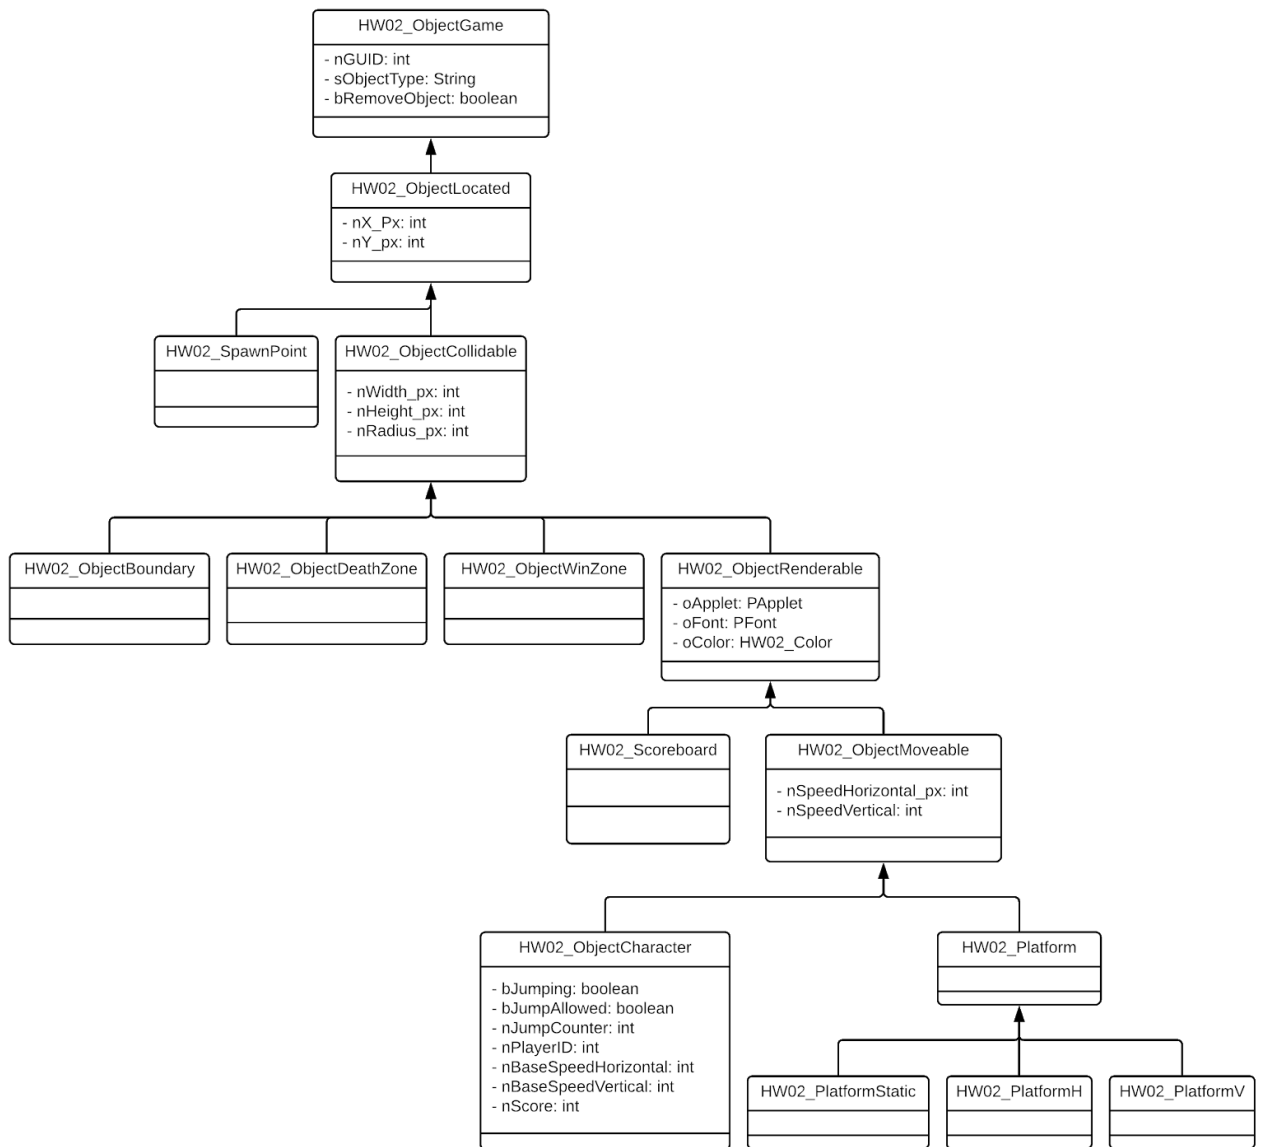 HW02_ObjectGame
- nGUID: int
- sObjectType: String
- bRemoveObject: boolean
HW02_ObjectLocated
- nX_Px: int
- nY_px: int
HW02_SpawnPoint
HW02_ObjectCollidable
- nWidth_px: int
- nHeight_px: int
- nRadius_px: int
HW02_ObjectBoundary
HW02_ObjectDeathZone
HW02_ObjectWinZone
HW02_ObjectRenderable
- oApplet: PApplet
- oFont: PFont
- oColor: HW02_Color
HW02_Scoreboard
HW02_ObjectMoveable
- nSpeedHorizontal_px: int
- nSpeedVertical: int
HW02_ObjectCharacter
- bJumping: boolean
- bJumpAllowed: boolean
- nJumpCounter: int
- nPlayerID: int
- nBaseSpeedHorizontal: int
- nBaseSpeedVertical: int
- nScore: int
HW02_Platform
HW02_PlatformStatic
HW02_PlatformH
HW02_PlatformV